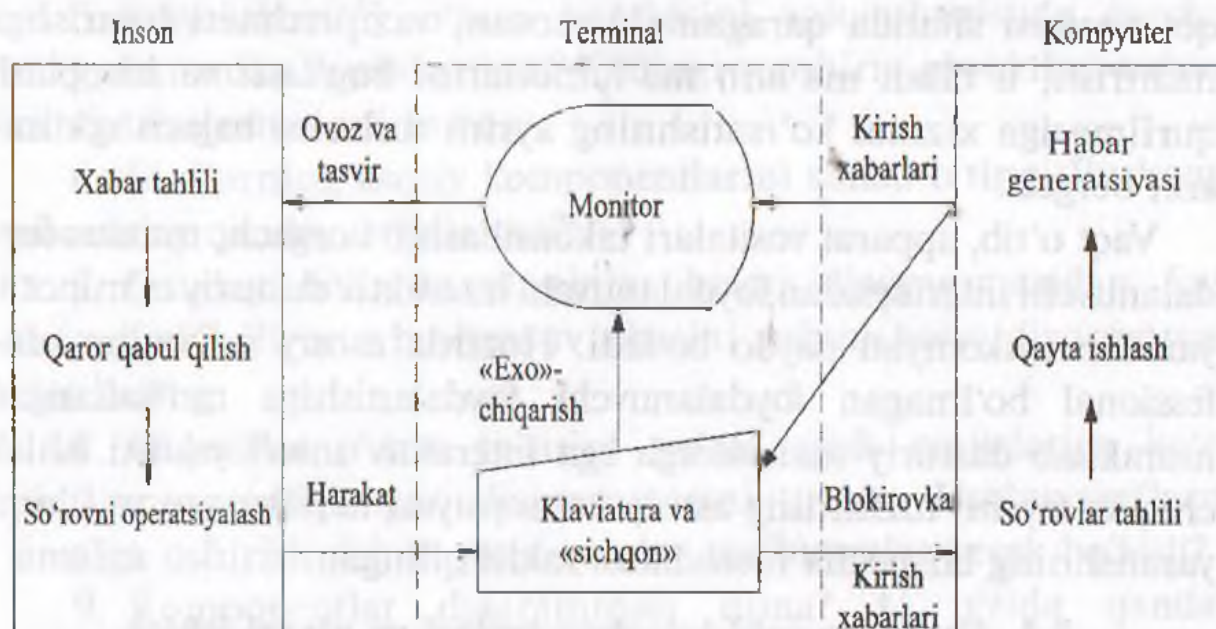 Inson
Terminal
Kompyuter
Xabar tahlili
Qaror qabul qilish
So'rovni operatsiyalash
Ovoz va
tasvir
Harakat
Monitor
«Exo»-
chiqarish
Klaviatura va
«sichqon»
Kirish
xabarlari
Blokirovka
Kirish
xabarlari
Habar
generatsiyasi
Qayta ishlash
So'rovlar tahlili